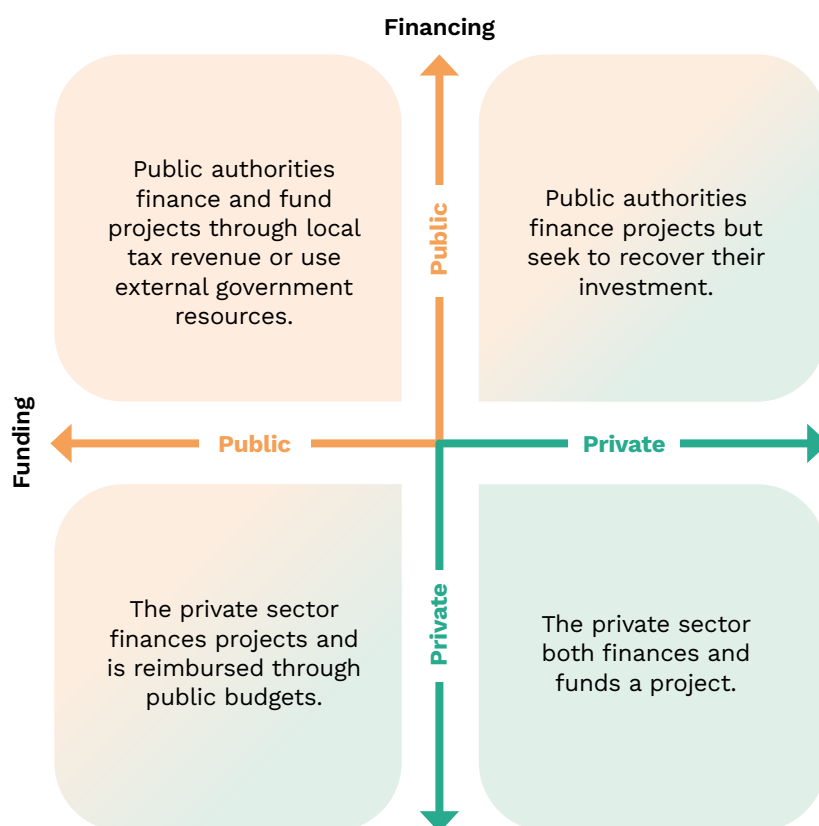 Financing
Public authorities
finance and fund
projects through local
tax revenue or use
external government
resources.
Public
Public authorities
finance projects but
seek to recover their
investment.
Funding
Public
Private
The private sector
finances projects and
is reimbursed through
public budgets.
Private
The private sector
both finances and
funds a project.